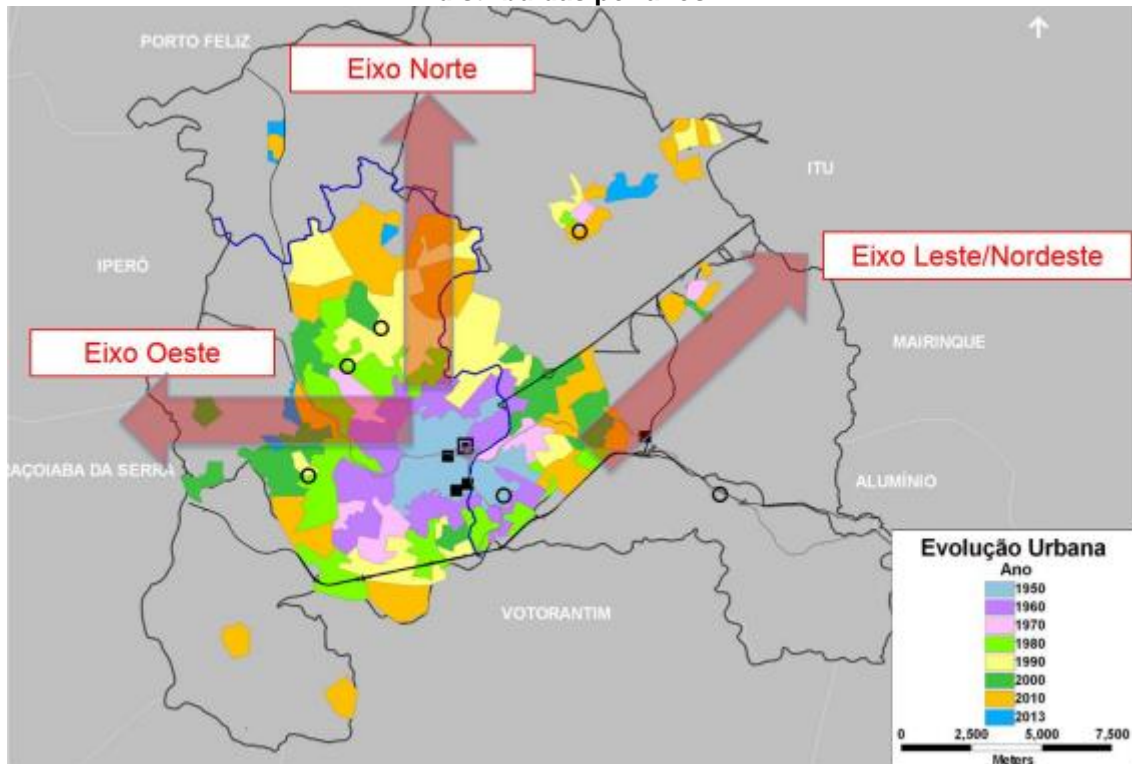 PORTO FELIZ
Eixo Norte
ITU
IPERÓ
Eixo Leste/Nordeste
MAIRINQUE
Eixo Oeste
RAÇOIABA DA SERRA
ALUMÍNIO
VOTORANTIM
Evolução Urbana
Ano
1950
1960
1970
1980
1990
2000
2010
2013
0 2,500 5,000 7,500
Meters